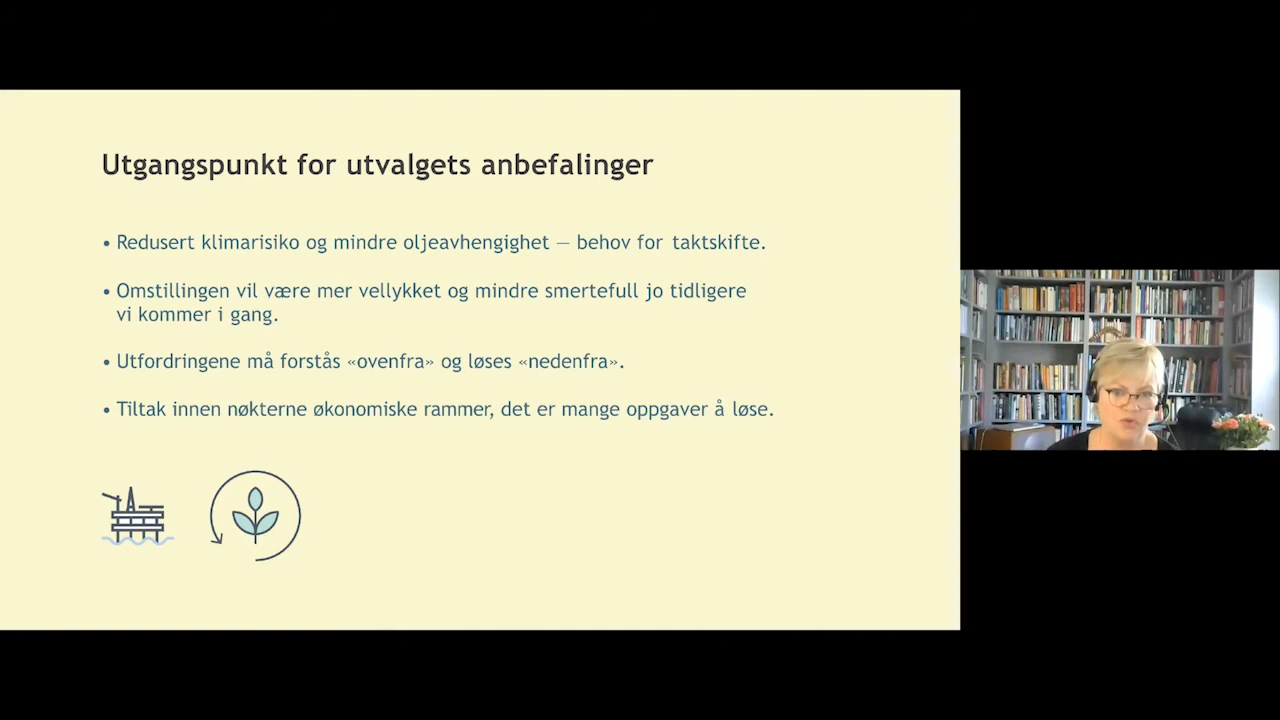 Utgangspunkt for utvalgets anbefalinger
• Redusert klimarisiko og mindre oljeavhengighet — behov for taktskifte.
• Omstillingen vil være mer vellykket og mindre smertefull jo tidligere
vi kommer i gang.
• Utfordringene må forstås «ovenfra» og løses «nedenfra».
• Tiltak innen nøkterne økonomiske rammer, det er mange oppgaver å løse.